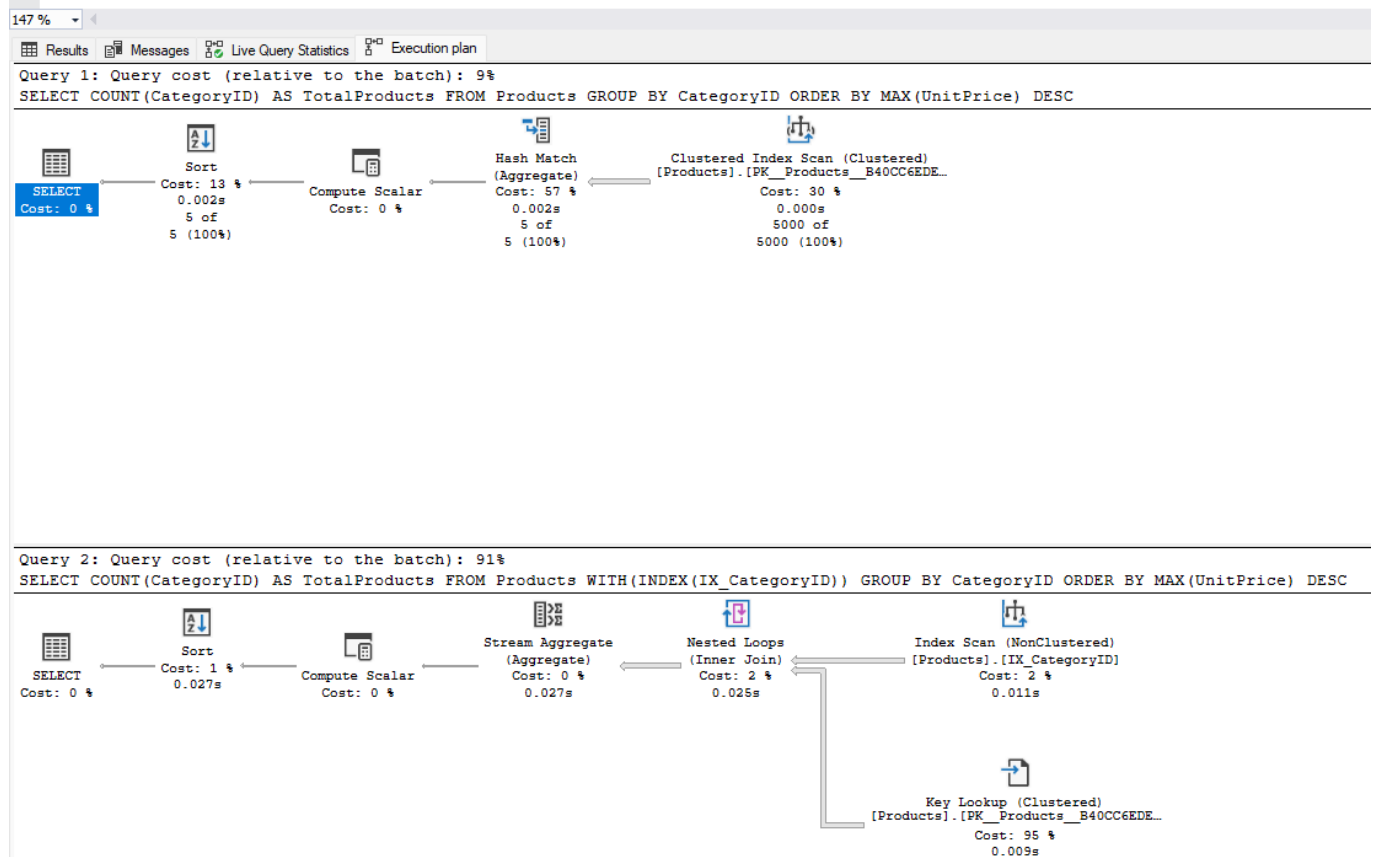 147 %
Results Messages Live Query Statistics Execution plan
Query 1: Query cost (relative to the batch): 9%
SELECT COUNT(CategoryID) AS TotalProducts FROM Products GROUP BY CategoryID ORDER BY MAX(UnitPrice) DESC
SELECT
Cost: 0 %
Sort
Cost: 13 %
0.002s
5 of
5 (100%)
Compute Scalar
Cost: 0 %
Hash Match
(Aggregate)
Cost: 57 %
0.002s
5 of
5 (100%)
Clustered Index Scan (Clustered)
[Products].[PK__Products__B40CC6EDE…
Cost: 30 %
0.000s
5000 of
5000 (100%)
Query 2: Query cost (relative to the batch): 91%
SELECT COUNT(CategoryID) AS TotalProducts FROM Products WITH(INDEX(IX_CategoryID)) GROUP BY CategoryID ORDER BY MAX(UnitPrice) DESC
SELECT
Cost: 0 %
Sort
Cost: 1 %
0.027s
Compute Scalar
Cost: 0 %
Stream Aggregate
(Aggregate)
Cost: 0 %
0.027s
Nested Loops
(Inner Join)
Cost: 2 %
0.025s
Index Scan (NonClustered)
[Products].[IX_CategoryID]
Cost: 2 %
0.011s
Key Lookup (Clustered)
[Products].[PK__Products__B40CC6EDE…
Cost: 95 %
0.009s